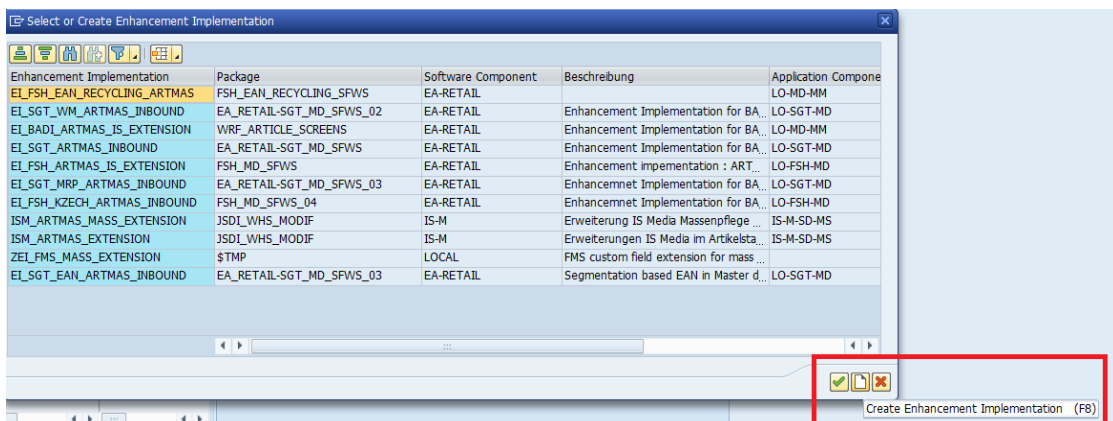 Select or Create Enhancement Implementation
Enhancement Implementation Package Software Component Beschreibung Application Compone
EI_FSH_EAN_RECYCLING_ARTMAS FSH_EAN_RECYCLING_SFWS EA-RETAIL LO-MD-MM
EI_SGT_WM_ARTMAS_INBOUND EA_RETAIL-SGT_MD_SFWS_02 EA-RETAIL Enhancement Implementation for BA... LO-SGT-MD
EI_BADI_ARTMAS_IS_EXTENSION WRF_ARTICLE_SCREENS EA-RETAIL Enhancement Implementation for BA... LO-MD-MM
EI_SGT_ARTMAS_INBOUND EA_RETAIL-SGT_MD_SFWS EA-RETAIL Enhancement Implementation for BA... LO-SGT-MD
EI_FSH_ARTMAS_IS_EXTENSION FSH_MD_SFWS EA-RETAIL Enhancement impementation : ART... LO-FSH-MD
EI_SGT_MRP_ARTMAS_INBOUND EA_RETAIL-SGT_MD_SFWS_03 EA-RETAIL Enhancemnet Implementation for BA... LO-SGT-MD
EI_FSH_KZECH_ARTMAS_INBOUND FSH_MD_SFWS_04 EA-RETAIL Enhancemnet Implementation for BA... LO-FSH-MD
ISM_ARTMAS_MASS_EXTENSION JSDI_WHS_MODIF IS-M Erweiterung IS Media Massenpflege ... IS-M-SD-MS
ISM_ARTMAS_EXTENSION JSDI_WHS_MODIF IS-M Erweiterungen IS Media im Artikelsta... IS-M-SD-MS
ZEI_FMS_MASS_EXTENSION $TMP LOCAL FMS custom field extension for mass ...
EI_SGT_EAN_ARTMAS_INBOUND EA_RETAIL-SGT_MD_SFWS_03 EA-RETAIL Segmentation based EAN in Master d... LO-SGT-MD
Create Enhancement Implementation (F8)